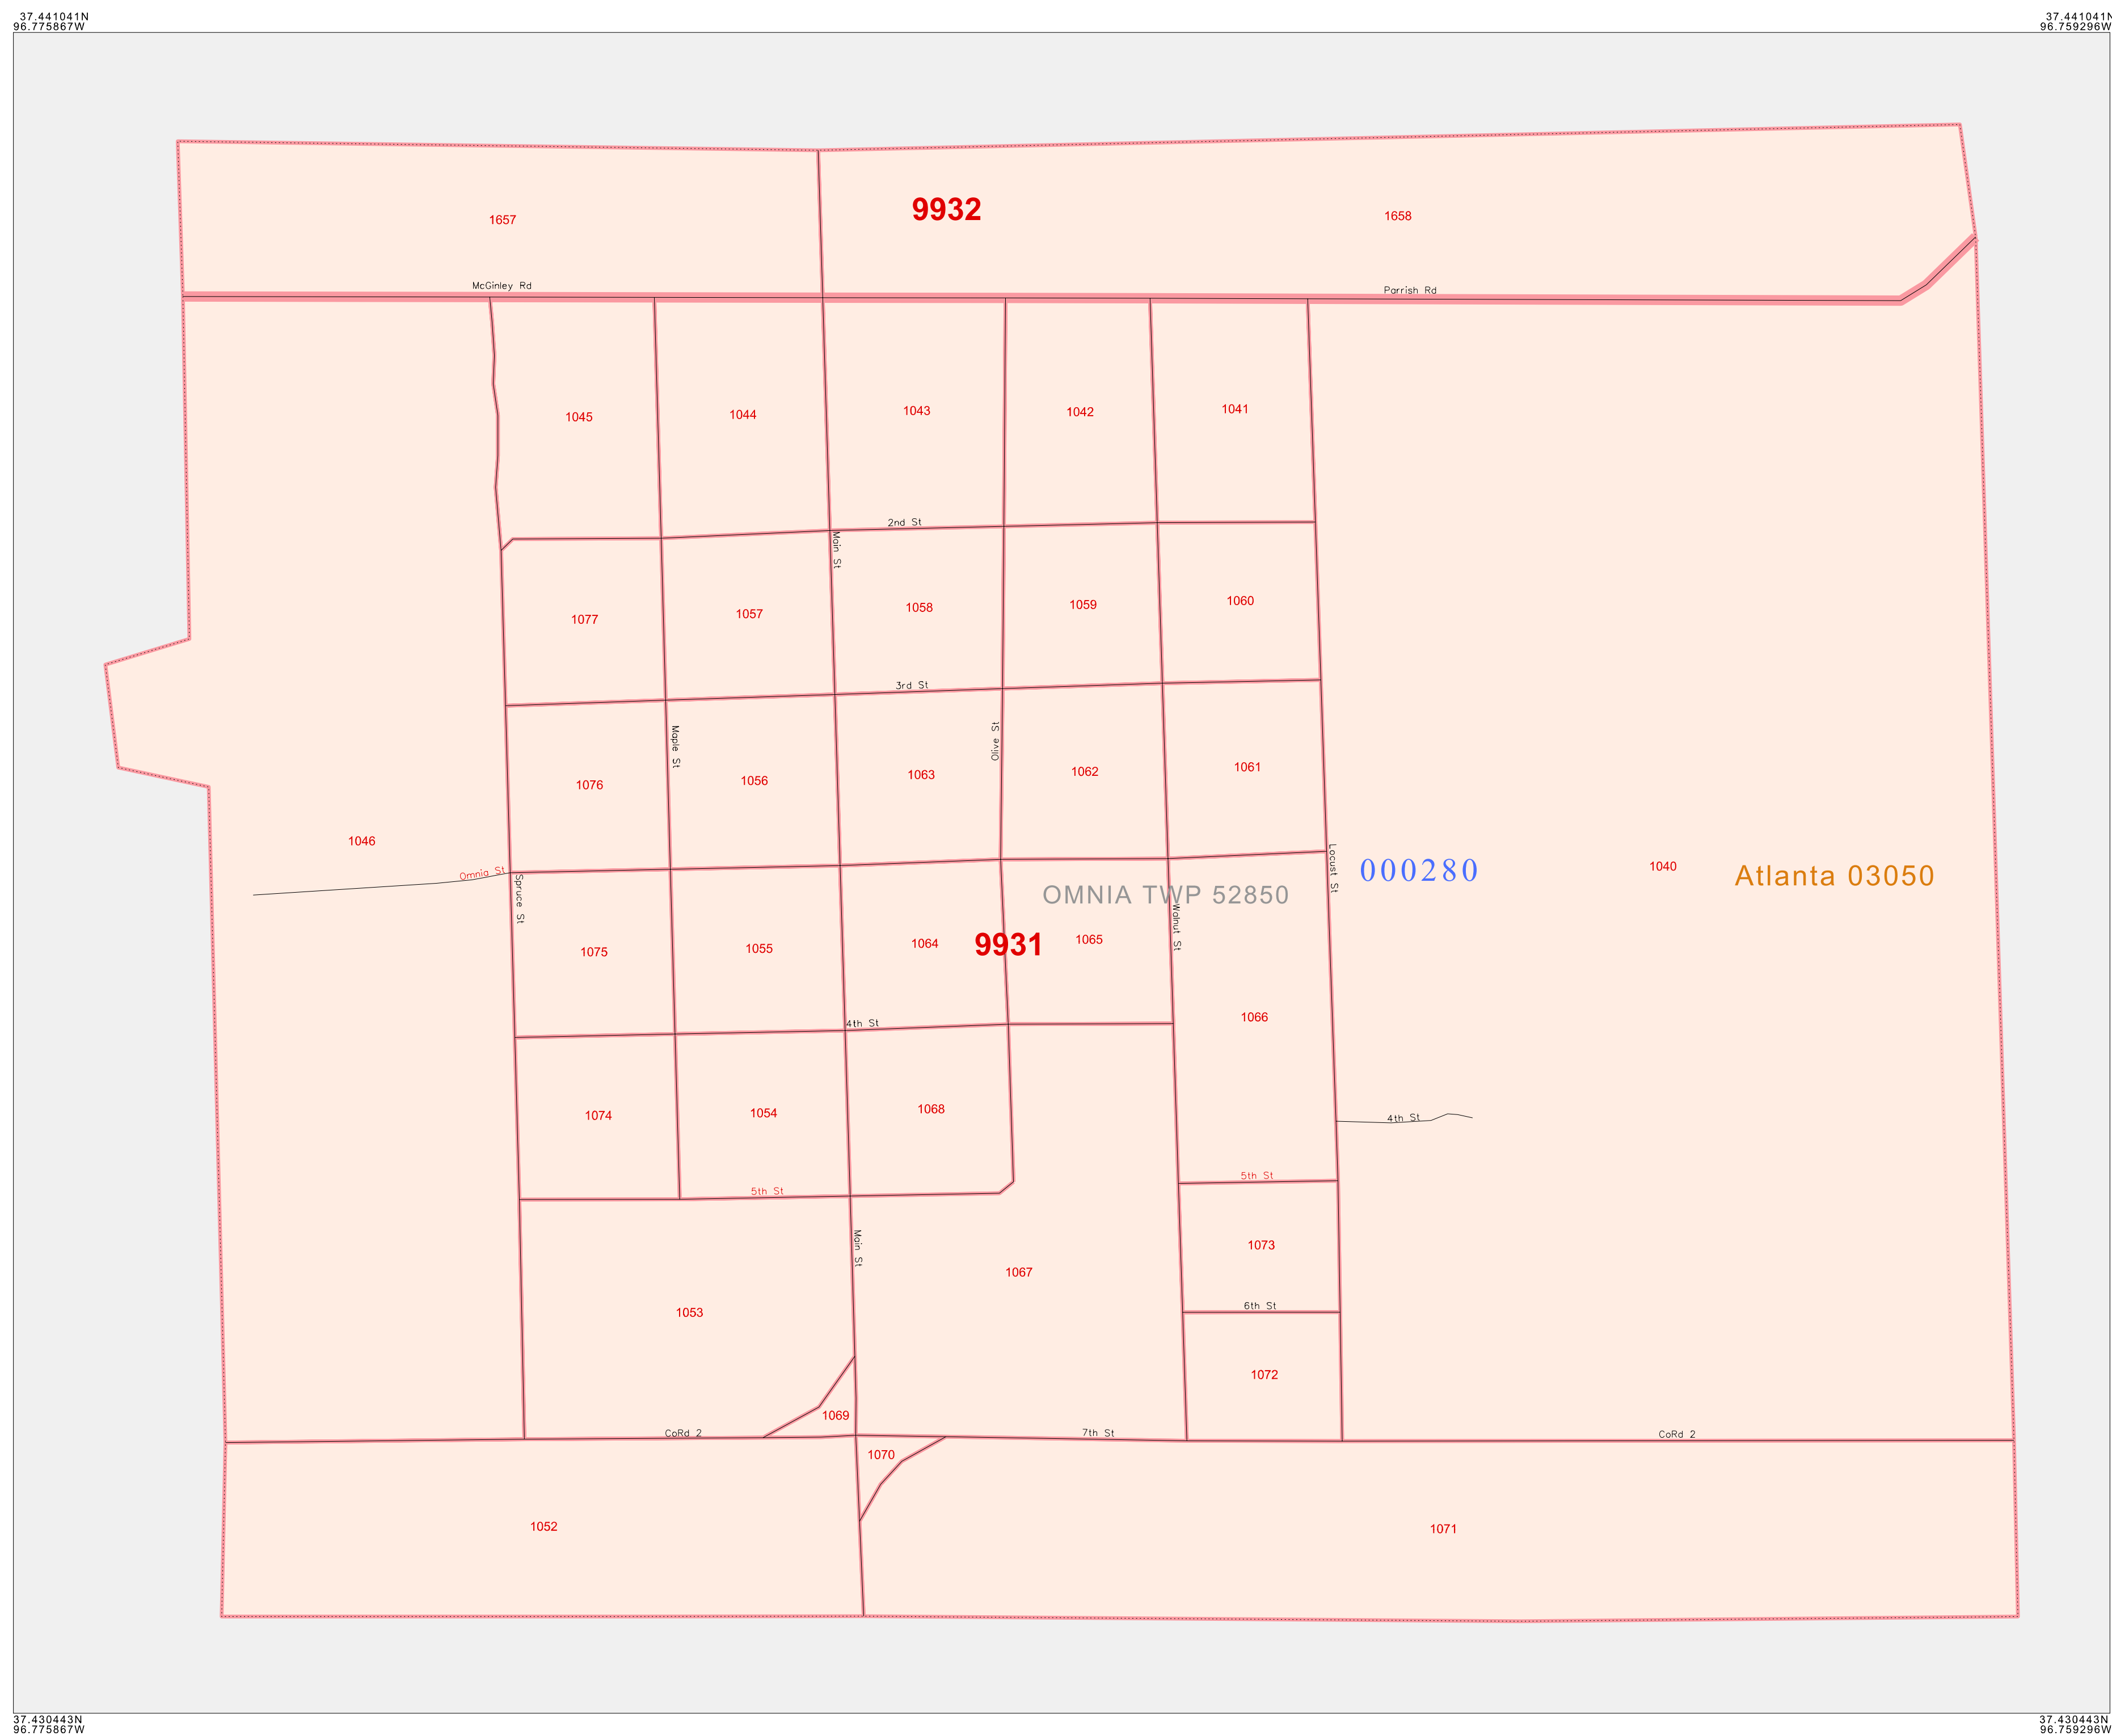 37.441041N
96.775867W
37.441041N
96.759296W
9932
1657
1658
McGinley Rd
Parrish Rd
1045
1044
1043
1042
1041
2nd St
Main St
1077
1057
1058
1059
1060
3rd St
Maple St
Olive St
1076
1056
1063
1062
1061
1046
Omnia St
Spruce St
Locust St
000280
1040
Atlanta 03050
OMNIA TWP 52850
Walnut St
9931
1075
1055
1064
1065
1066
4th St
1074
1054
1068
4th St
5th St
5th St
Main St
1073
1067
1053
6th St
1072
1069
CoRd 2
7th St
CoRd 2
1070
1052
1071
37.430443N
96.775867W
37.430443N
96.759296W